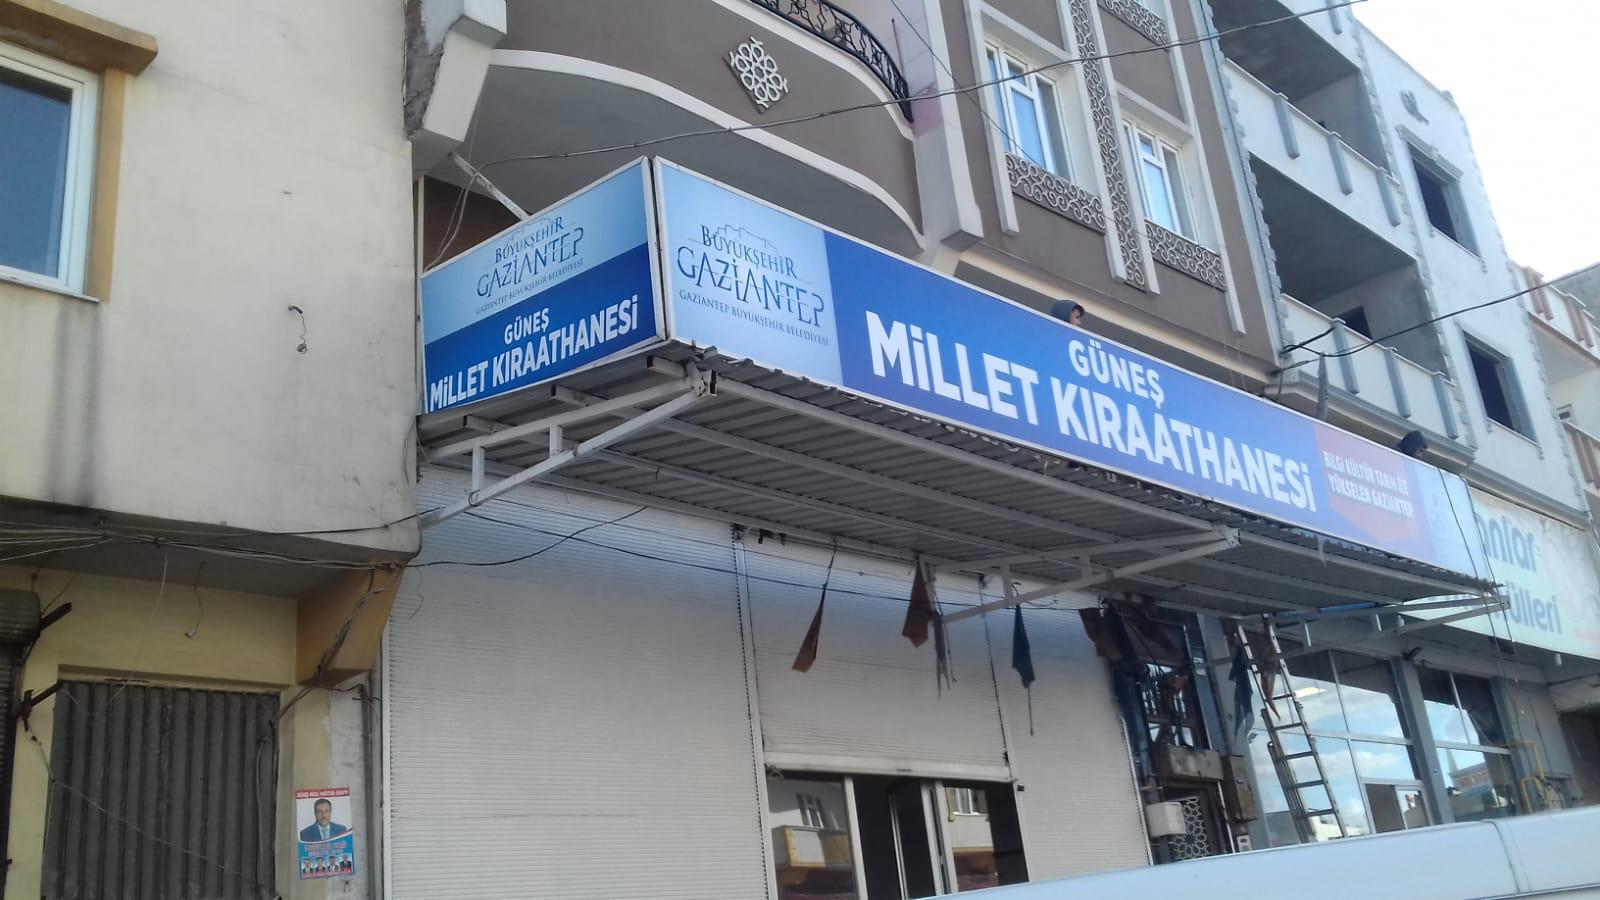 BÜYÜKŞEHİR
GAZİANTEP
GAZİANTEP BÜYÜKŞEHİR BELEDİYESİ
GÜNEŞ
MİLLET KIRAATHANESİ
BÜYÜKŞEHİR
GAZİANTEP
GAZİANTEP BÜYÜKŞEHİR BELEDİYESİ
GÜNEŞ
MİLLET KIRAATHANESİ
BİLGİ KÜLTÜR TARİH İLE
YÜKSELEN GAZİANTEP